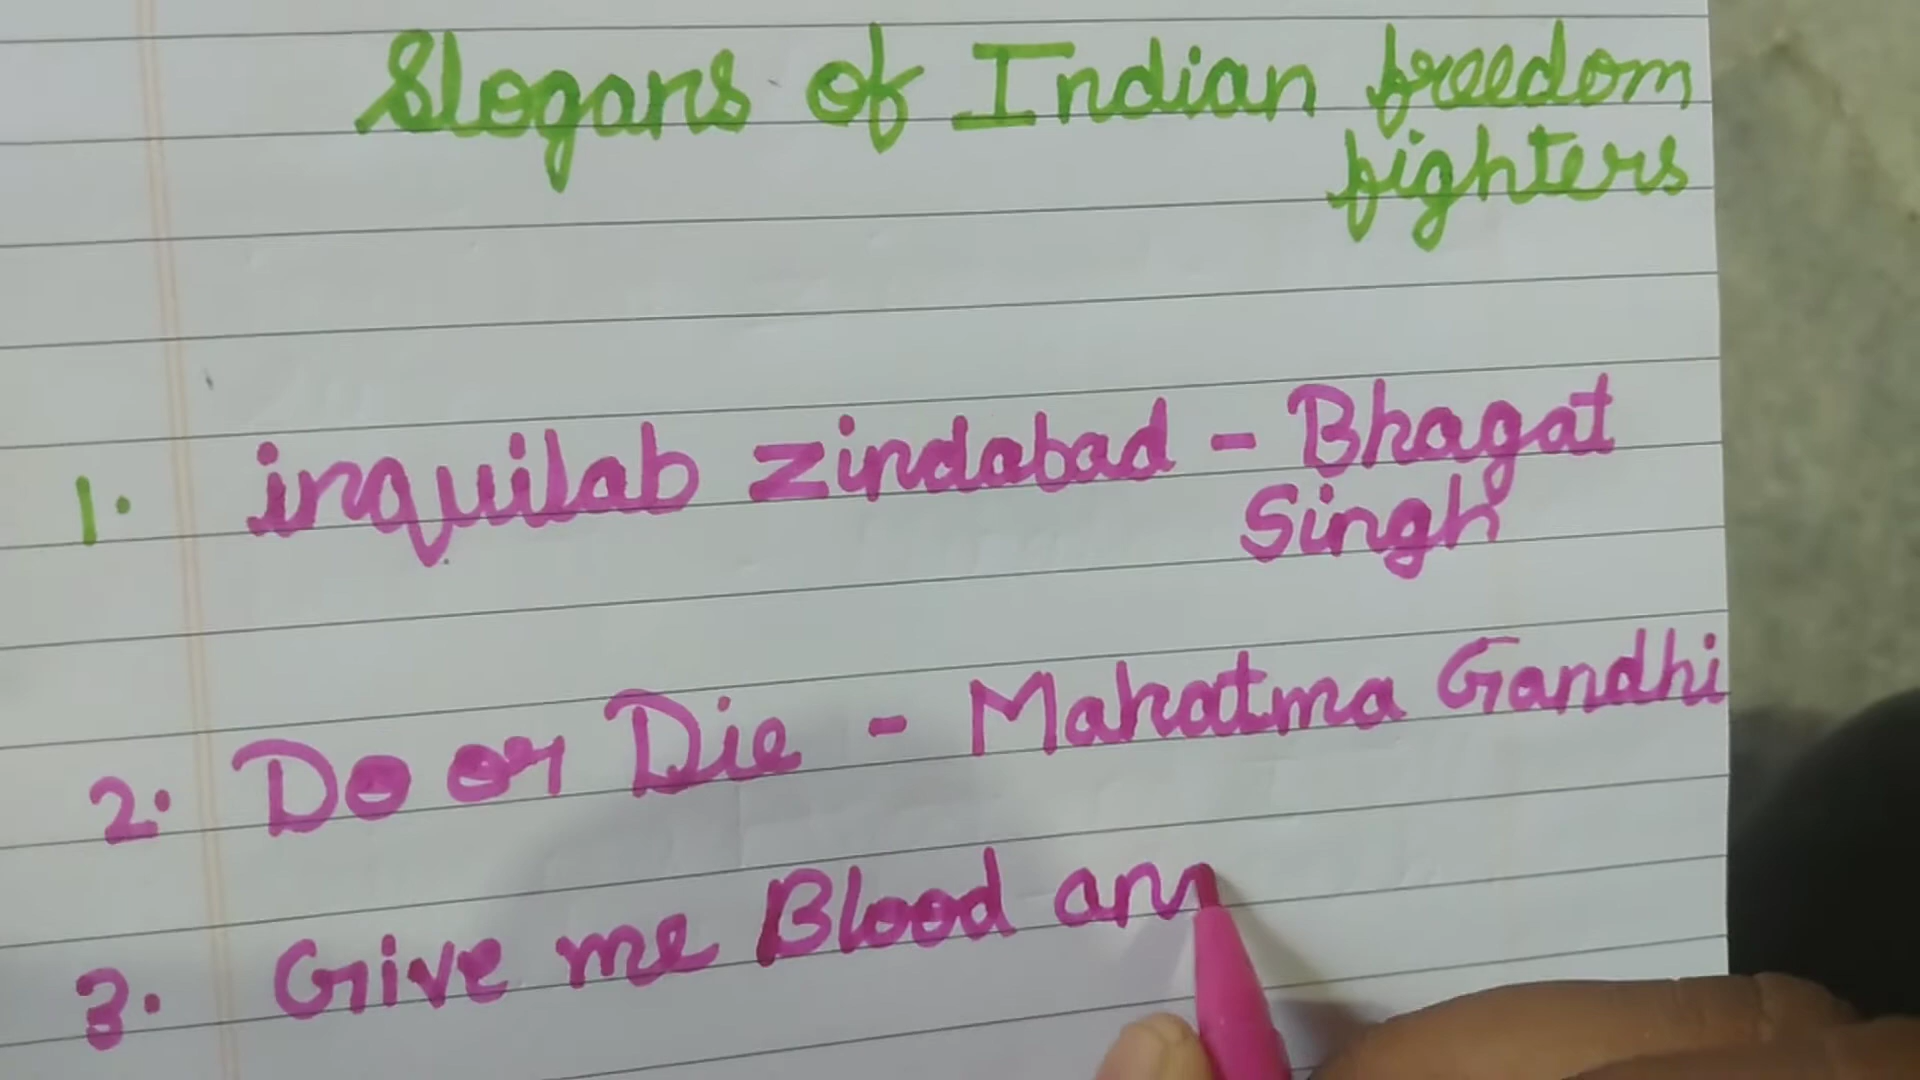 Slogans of Indian freedom
fighters
1. inquilab zindabad - Bhagat
Singh
2. Do or Die - Mahatma Gandhi
3. Give me Blood an